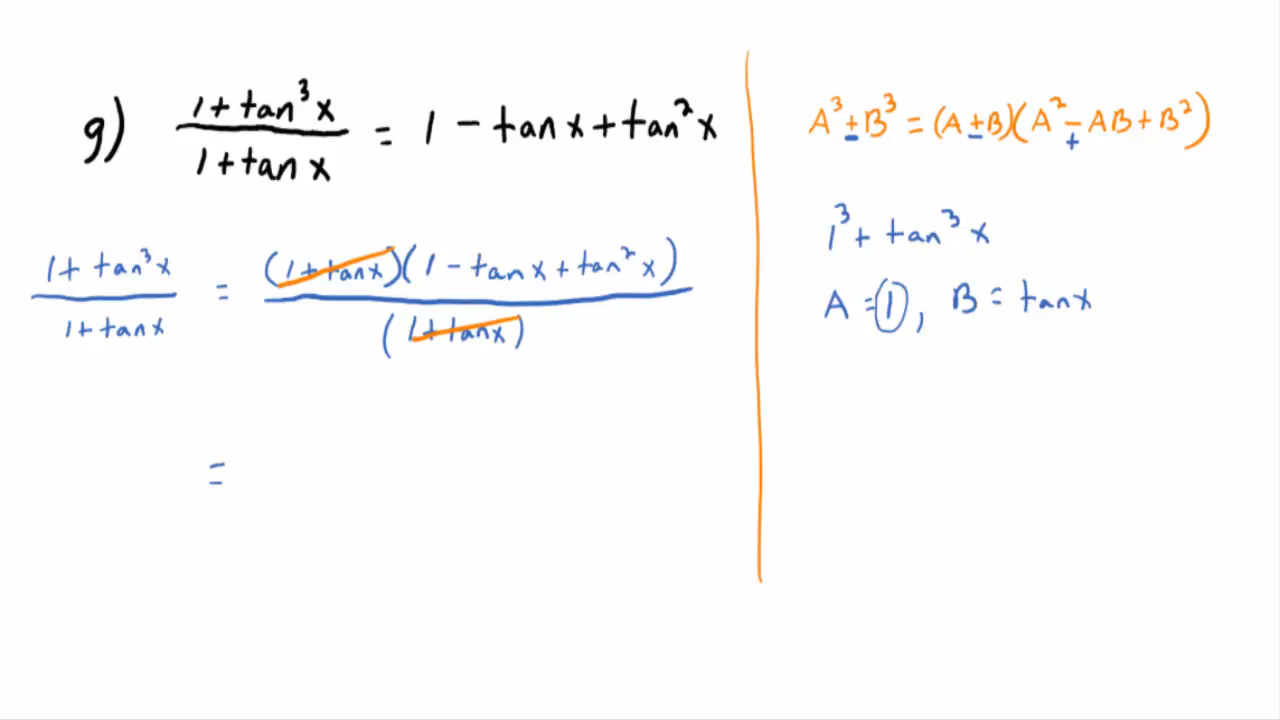 g) (1 + tan³x)/(1 + tan x) = 1 - tan x + tan²x
(1 + tan³x)/(1 + tan x) = (1 + tan x)(1 - tan x + tan²x)/(1 + tan x)
=
A³ ± B³ = (A ± B)(A² ∓ AB + B²)
1³ + tan³x
A = 1, B = tan x